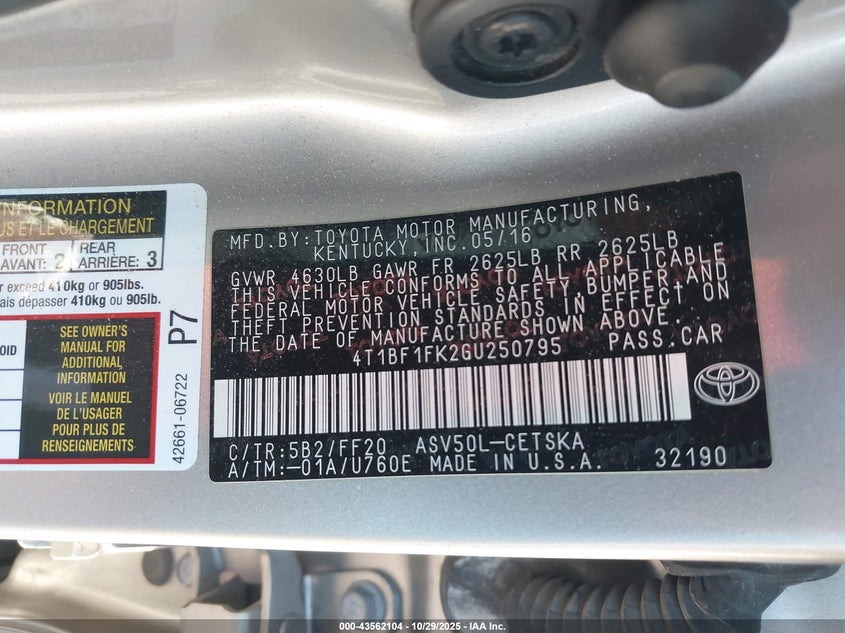 INFORMATION
US ET LE CHARGEMENT
FRONT
AVANT: 2
REAR
ARRIÈRE: 3
er exceed 410kg or 905lbs.
ais dépasser 410kg ou 905lb.
OID
SEE OWNER'S
MANUAL FOR
ADDITIONAL
INFORMATION
VOIR LE MANUEL
DE L'USAGER
POUR PLUS DE
RENSEIGNEMENTS
P7
42661-06722
MFD.BY:TOYOTA MOTOR MANUFACTURING,
KENTUCKY, INC.05/16
GVWR 4630LB GAWR FR 2625LB RR 2625LB
THIS VEHICLE CONFORMS TO ALL APPLICABLE
FEDERAL MOTOR VEHICLE SAFETY, BUMPER,AND
THEFT PREVENTION STANDARDS IN EFFECT ON
THE DATE OF MANUFACTURE SHOWN ABOVE.
4T1BF1FK2GU250795 PASS.CAR
C/TR:5B2/FF20 ASV50L-CETSKA
A/TM:-01A/U760E MADE IN U.S.A. 32190
000-43562104 | 10/29/2025 - IAA Inc.